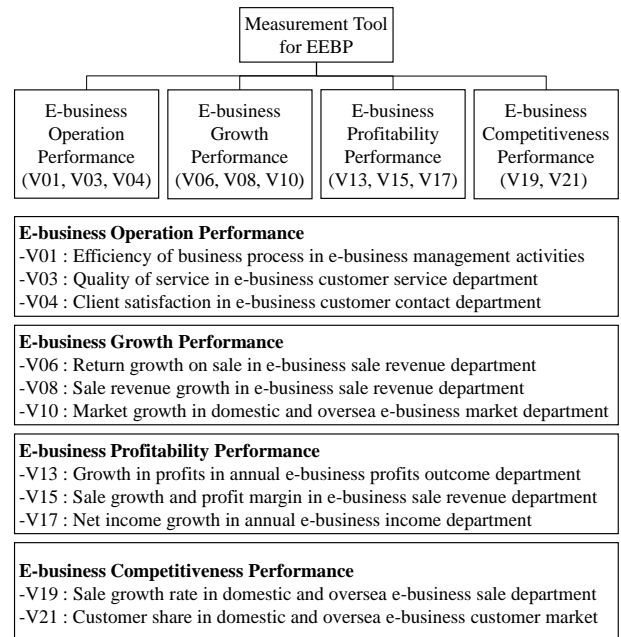 Measurement Tool
for EEBP
E-business
Operation
Performance
(V01, V03, V04)
E-business
Growth
Performance
(V06, V08, V10)
E-business
Profitability
Performance
(V13, V15, V17)
E-business
Competitiveness
Performance
(V19, V21)
E-business Operation Performance
-V01 : Efficiency of business process in e-business management activities
-V03 : Quality of service in e-business customer service department
-V04 : Client satisfaction in e-business customer contact department
E-business Growth Performance
-V06 : Return growth on sale in e-business sale revenue department
-V08 : Sale revenue growth in e-business sale revenue department
-V10 : Market growth in domestic and oversea e-business market department
E-business Profitability Performance
-V13 : Growth in profits in annual e-business profits outcome department
-V15 : Sale growth and profit margin in e-business sale revenue department
-V17 : Net income growth in annual e-business income department
E-business Competitiveness Performance
-V19 : Sale growth rate in domestic and oversea e-business sale department
-V21 : Customer share in domestic and oversea e-business customer market